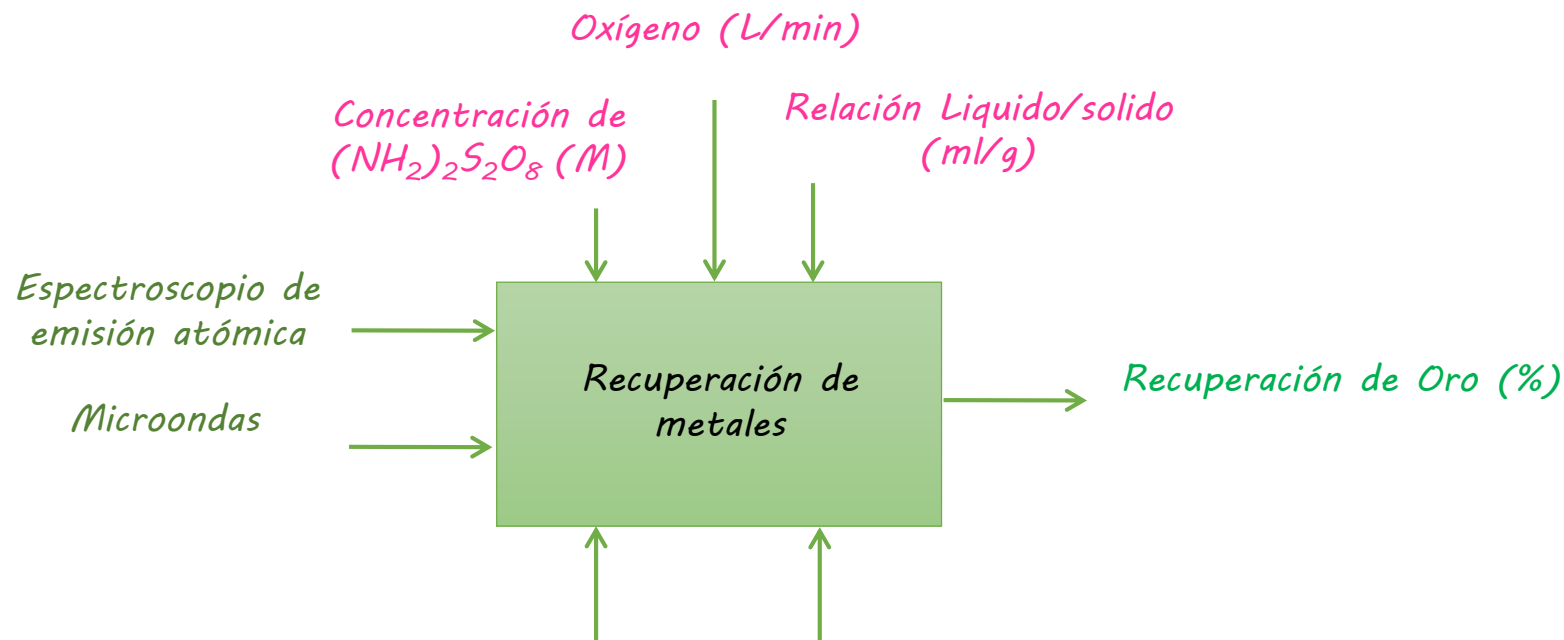 Oxígeno (L/min)
Concentración de
(NH₂)₂S₂O₈ (M)
Relación Liquido/solido
(ml/g)
Espectroscopio de
emisión atómica
Microondas
Recuperación de
metales
Recuperación de Oro (%)